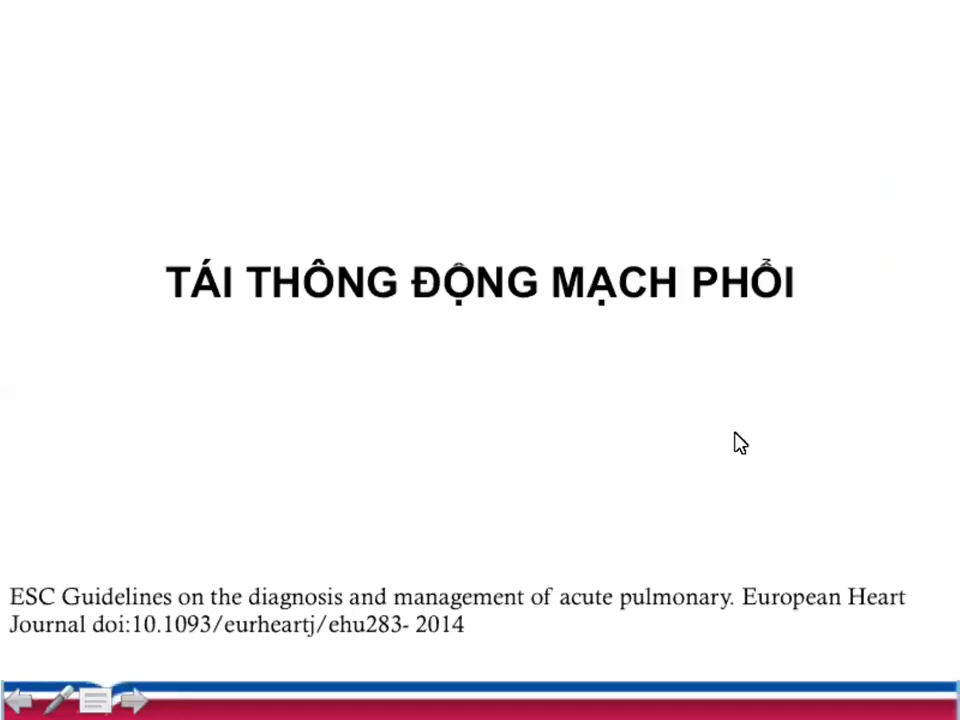 TÁI THÔNG ĐỘNG MẠCH PHỔI
ESC Guidelines on the diagnosis and management of acute pulmonary. European Heart
Journal doi:10.1093/eurheartj/ehu283- 2014